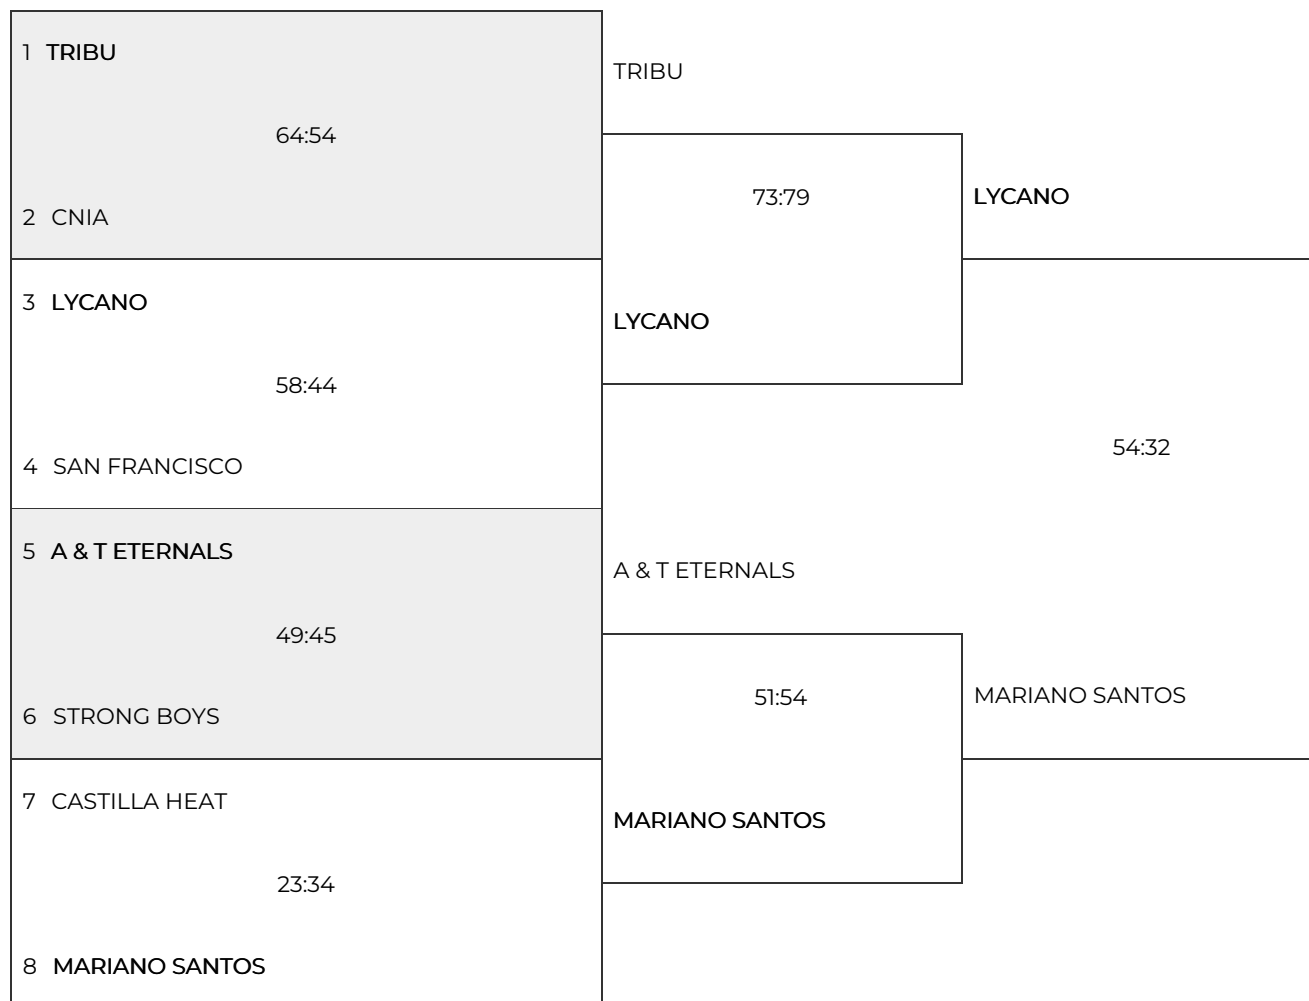 1 TRIBU
64:54
2 CNIA
3 LYCANO
58:44
4 SAN FRANCISCO
5 A & T ETERNALS
49:45
6 STRONG BOYS
7 CASTILLA HEAT
23:34
8 MARIANO SANTOS
TRIBU
73:79
LYCANO
A & T ETERNALS
51:54
MARIANO SANTOS
LYCANO
54:32
MARIANO SANTOS